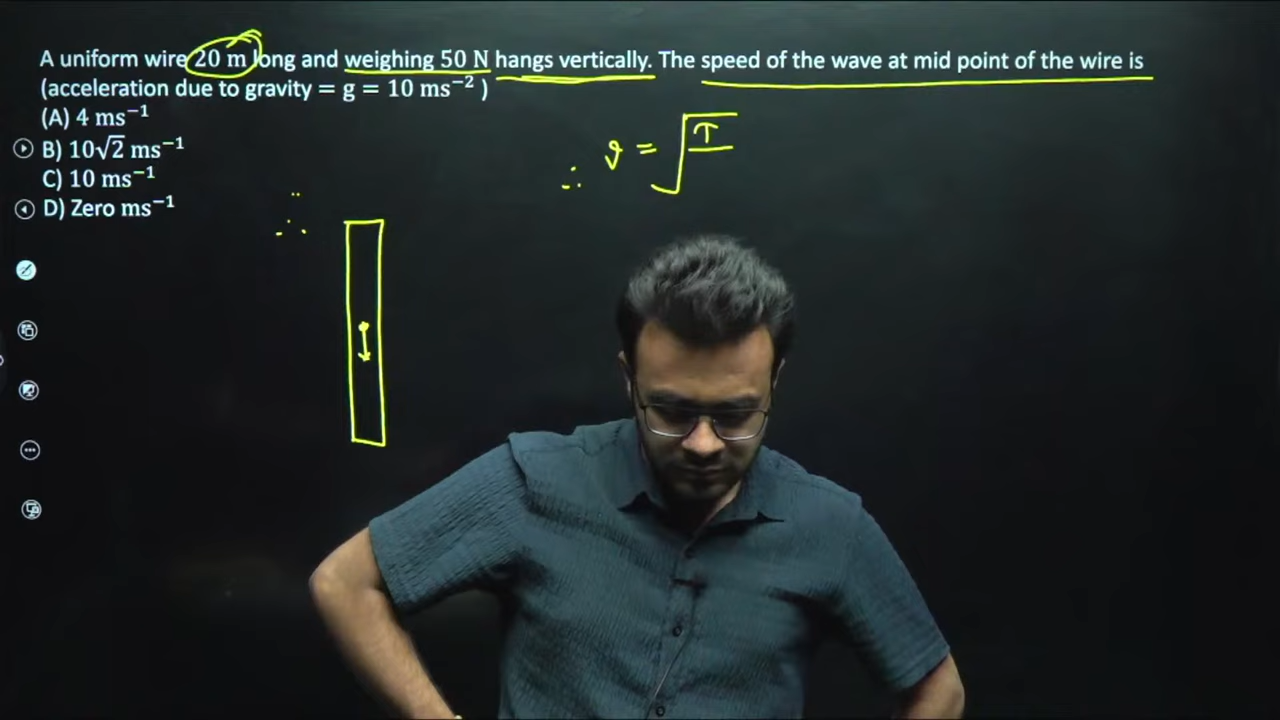 A uniform wire 20 m long and weighing 50 N hangs vertically. The speed of the wave at mid point of the wire is
(acceleration due to gravity = g = 10 ms⁻² )
(A) 4 ms⁻¹
B) 10√2 ms⁻¹
C) 10 ms⁻¹
D) Zero ms⁻¹
∴ v = √T